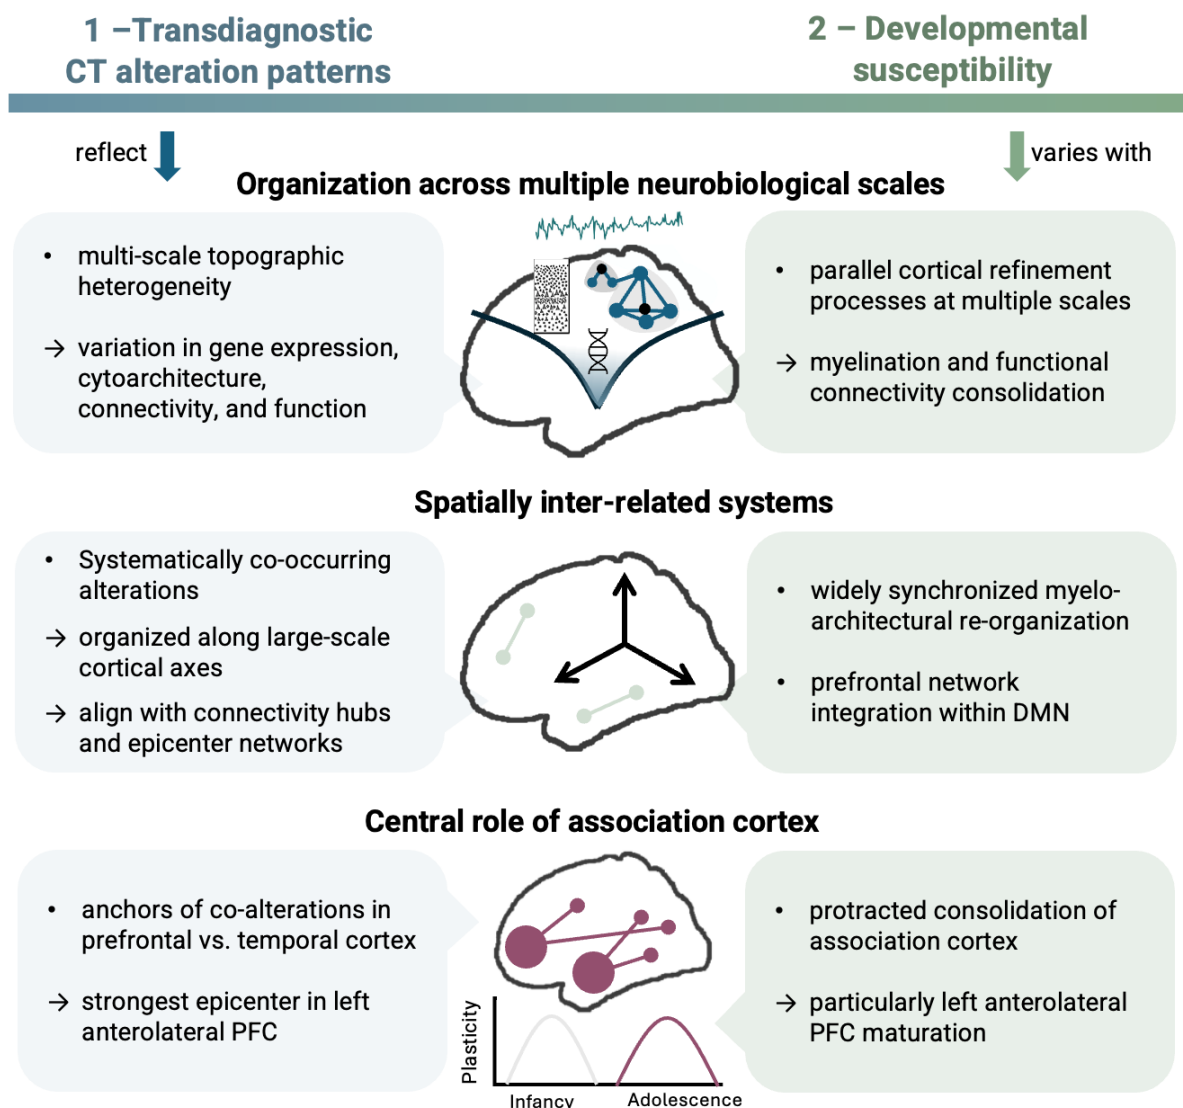 1 –Transdiagnostic
CT alteration patterns
2 – Developmental
susceptibility
reflect
varies with
Organization across multiple neurobiological scales
• multi-scale topographic
heterogeneity
→ variation in gene expression,
cytoarchitecture,
connectivity, and function
• parallel cortical refinement
processes at multiple scales
→ myelination and functional
connectivity consolidation
Spatially inter-related systems
• Systematically co-occurring
alterations
→ organized along large-scale
cortical axes
→ align with connectivity hubs
and epicenter networks
• widely synchronized myelo-
architectural re-organization
• prefrontal network
integration within DMN
Central role of association cortex
• anchors of co-alterations in
prefrontal vs. temporal cortex
→ strongest epicenter in left
anterolateral PFC
Plasticity
Infancy
Adolescence
• protracted consolidation of
association cortex
→ particularly left anterolateral
PFC maturation